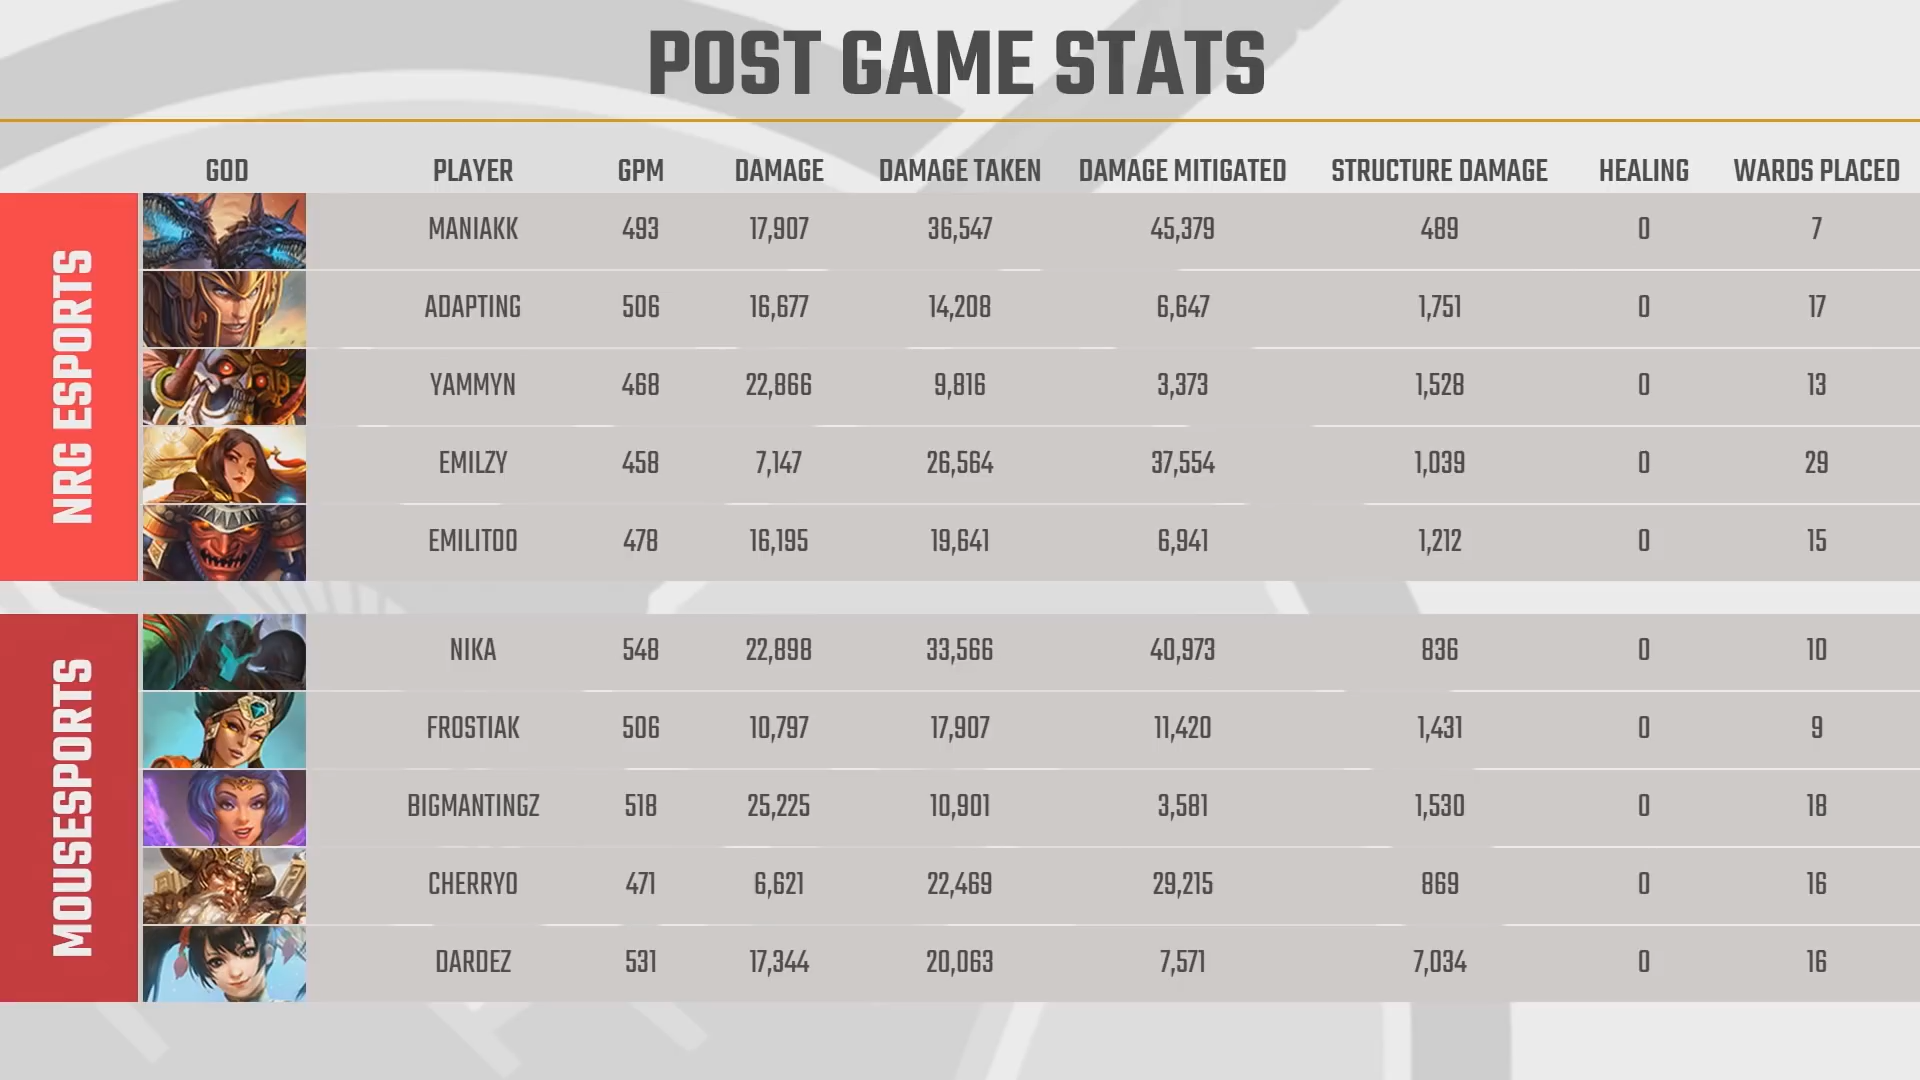 POST GAME STATS
GOD PLAYER GPM DAMAGE DAMAGE TAKEN DAMAGE MITIGATED STRUCTURE DAMAGE HEALING WARDS PLACED
NRG ESPORTS
MANIAKK 493 17,907 36,547 45,379 489 0 7
ADAPTING 506 16,677 14,208 6,647 1,751 0 17
YAMMYN 468 22,866 9,816 3,373 1,528 0 13
EMILZY 458 7,147 26,564 37,554 1,039 0 29
EMILITOO 478 16,195 19,641 6,941 1,212 0 15
MOUSESPORTS
NIKA 548 22,898 33,566 40,973 836 0 10
FROSTIAK 506 10,797 17,907 11,420 1,431 0 9
BIGMANTINGZ 518 25,225 10,901 3,581 1,530 0 18
CHERRYO 471 6,621 22,469 29,215 869 0 16
DARDEZ 531 17,344 20,063 7,571 7,034 0 16